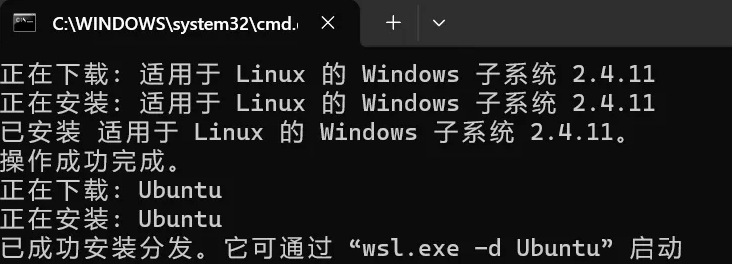 C:\WINDOWS\system32\cmd.
正在下载: 适用于 Linux 的 Windows 子系统 2.4.11
正在安装: 适用于 Linux 的 Windows 子系统 2.4.11
已安装 适用于 Linux 的 Windows 子系统 2.4.11。
操作成功完成。
正在下载: Ubuntu
正在安装: Ubuntu
已成功安装分发。它可通过 “wsl.exe -d Ubuntu” 启动